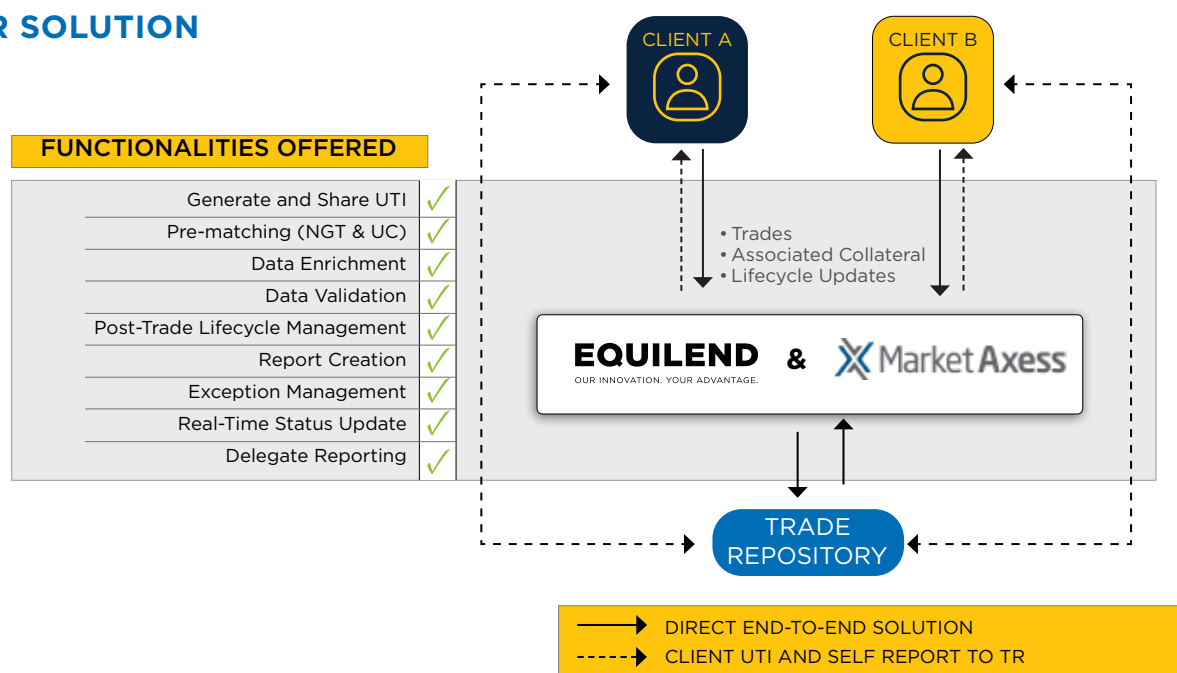 R SOLUTION
CLIENT A
CLIENT B
FUNCTIONALITIES OFFERED
Generate and Share UTI
Pre-matching (NGT & UC)
Data Enrichment
Data Validation
Post-Trade Lifecycle Management
Report Creation
Exception Management
Real-Time Status Update
Delegate Reporting
• Trades
• Associated Collateral
• Lifecycle Updates
EQUILEND & MarketAxess
OUR INNOVATION. YOUR ADVANTAGE.
TRADE
REPOSITORY
DIRECT END-TO-END SOLUTION
CLIENT UTI AND SELF REPORT TO TR